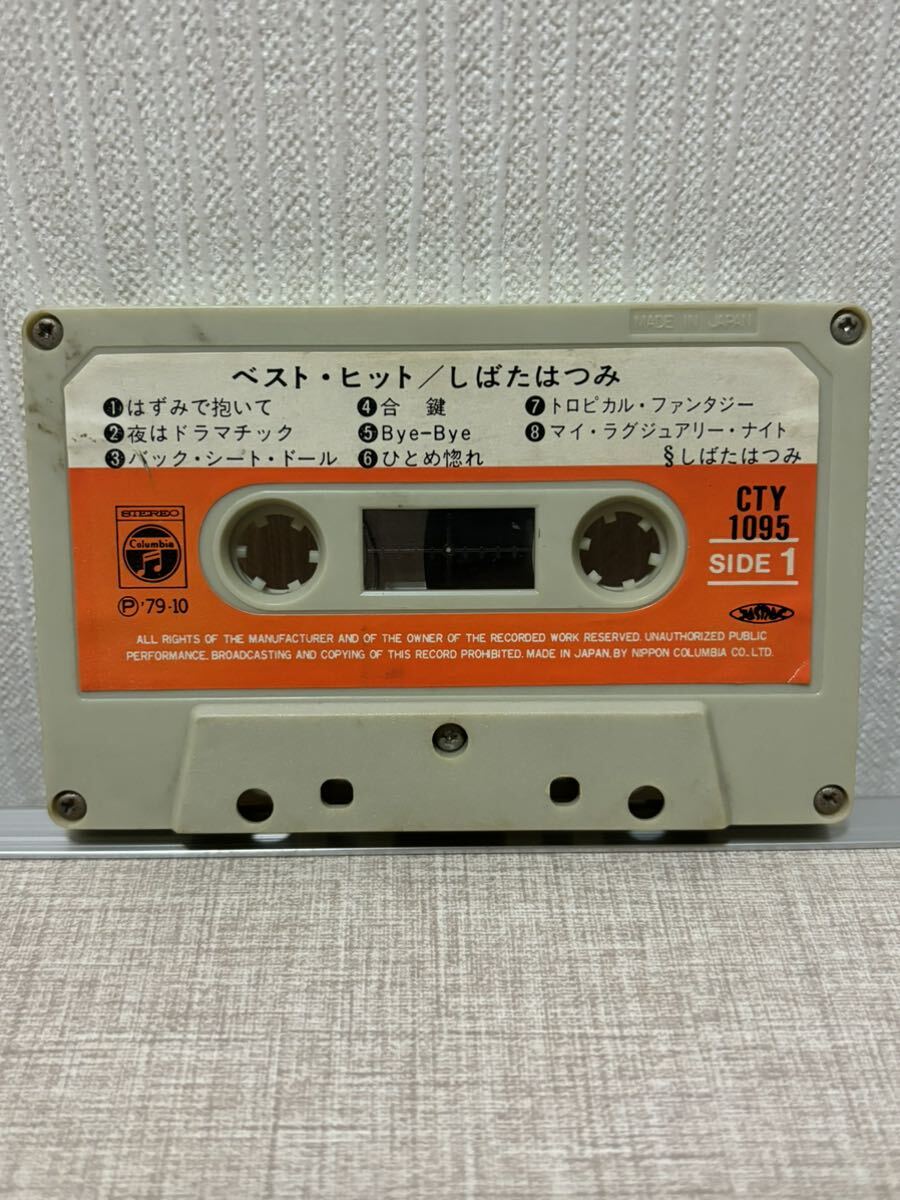 MADE IN JAPAN
ベスト・ヒット／しばたはつみ
❶はずみで抱いて
❷夜はドラマチック
❸バック・シート・ドール
❹合　鍵
❺Bye-Bye
❻ひとめ惚れ
❼トロピカル・ファンタジー
❽マイ・ラグジュアリー・ナイト
§しばたはつみ
STEREO
Columbia
Ⓟ'79·10
CTY
1095
SIDE 1
JASRAC
ALL RIGHTS OF THE MANUFACTURER AND OF THE OWNER OF THE RECORDED WORK RESERVED. UNAUTHORIZED PUBLIC
PERFORMANCE. BROADCASTING AND COPYING OF THIS RECORD PROHIBITED. MADE IN JAPAN. BY NIPPON COLUMBIA CO., LTD.